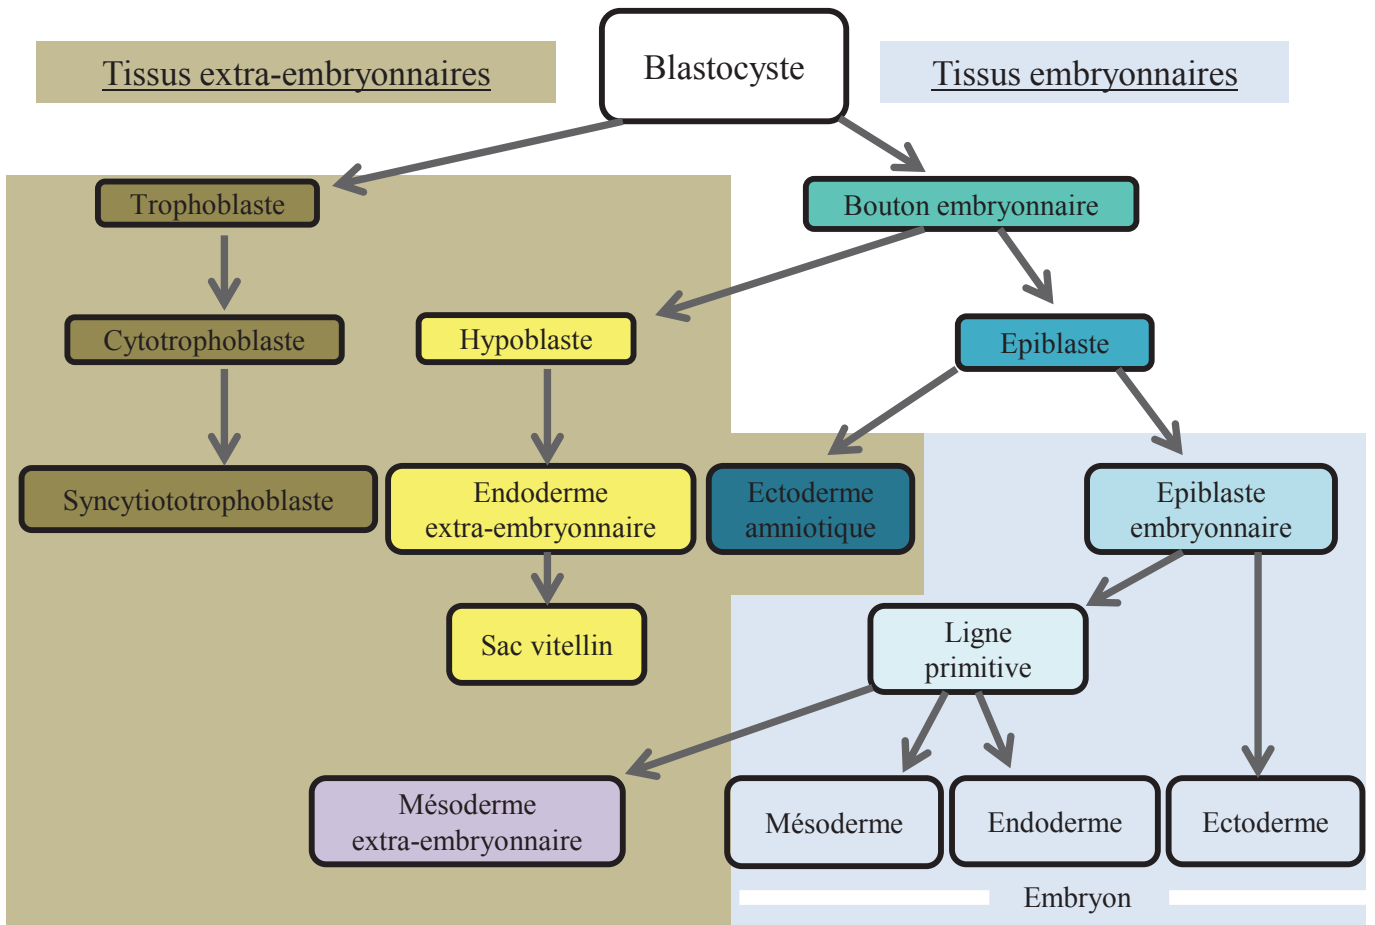 Tissus extra-embryonnaires
Blastocyste
Tissus embryonnaires
Trophoblaste
Bouton embryonnaire
Cytotrophoblaste
Hypoblaste
Epiblaste
Syncytiototrophoblaste
Endoderme
extra-embryonnaire
Ectoderme
amniotique
Epiblaste
embryonnaire
Sac vitellin
Ligne
primitive
Mésoderme
extra-embryonnaire
Mésoderme
Endoderme
Ectoderme
Embryon